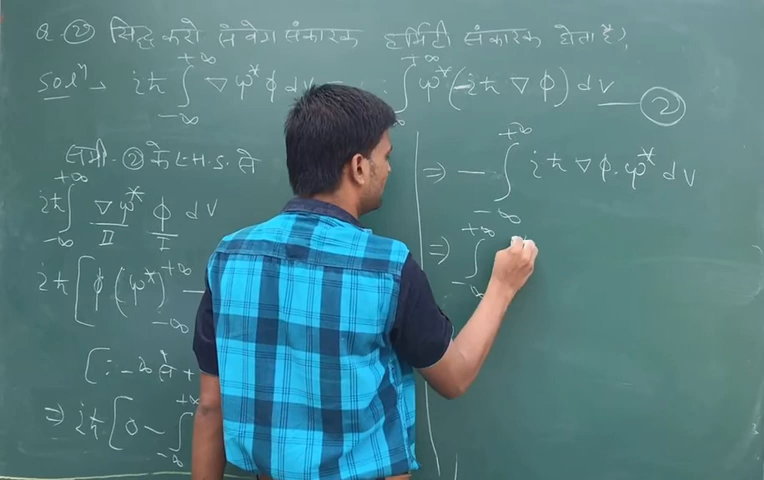 Q. ② सिद्ध करो संवेग संकारक हर्मिटी संकारक होता है।
Solⁿ → iℏ ∫_{-∞}^{+∞} ∇ψ* ϕ dV = ∫_{-∞}^{+∞} ψ* (-iℏ ∇ϕ) dV — ②
समी. ② के L.H.S. से
iℏ ∫_{-∞}^{+∞} ∇ψ* ϕ dV
II I
iℏ [ϕ (ψ*)_{-∞}^{+∞} —
[∵ -∞ से +
⇒ iℏ [0 - ∫_{-∞}^{+∞}
⇒ — ∫_{-∞}^{+∞} iℏ ∇ϕ · ψ* dV
⇒ ∫_{-∞}^{+∞}